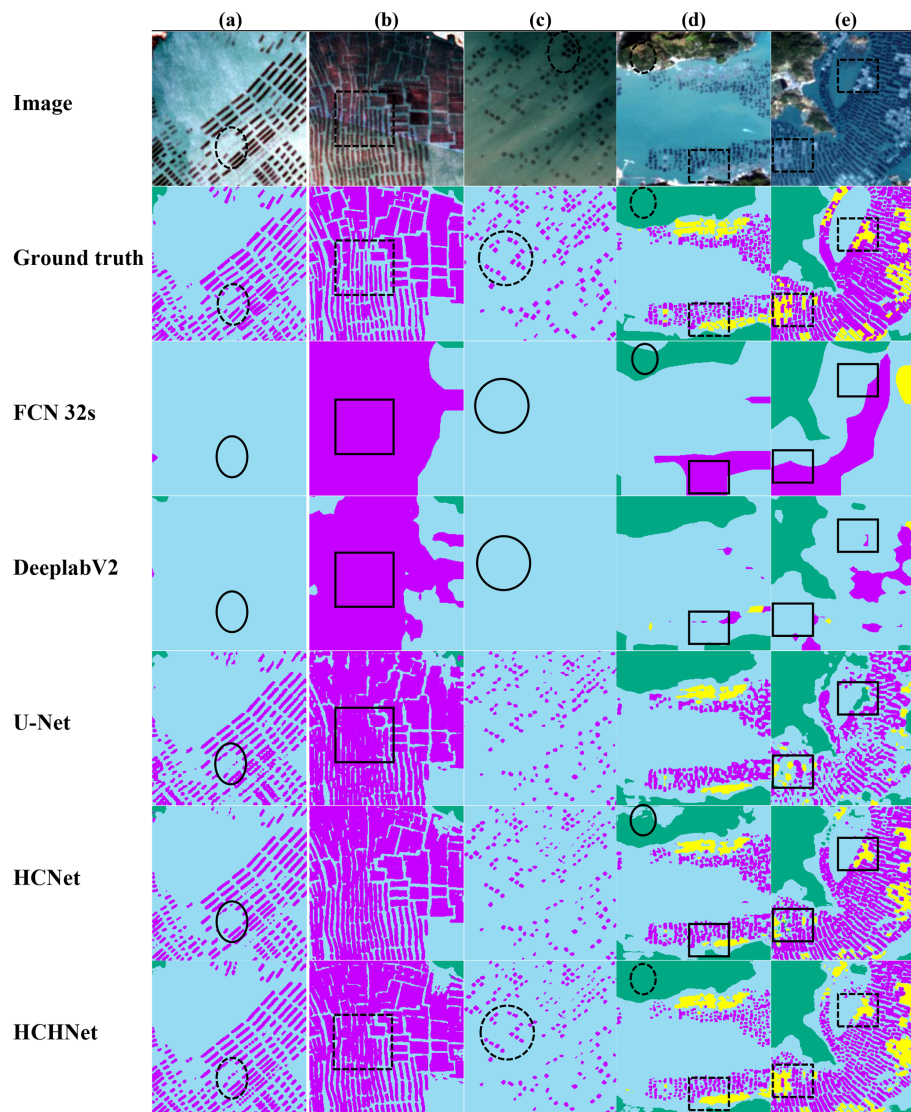 (a) (b) (c) (d) (e)
Image
Ground truth
FCN 32s
DeeplabV2
U-Net
HCNet
HCHNet